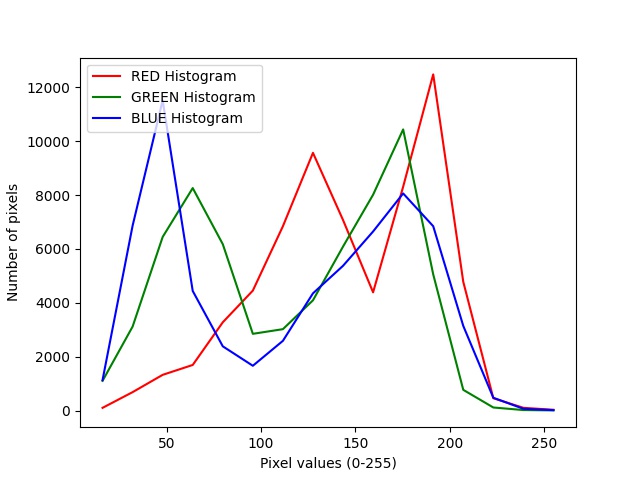 RED Histogram
GREEN Histogram
BLUE Histogram
12000
10000
8000
6000
4000
2000
0
Number of pixels
50 100 150 200 250
Pixel values (0-255)